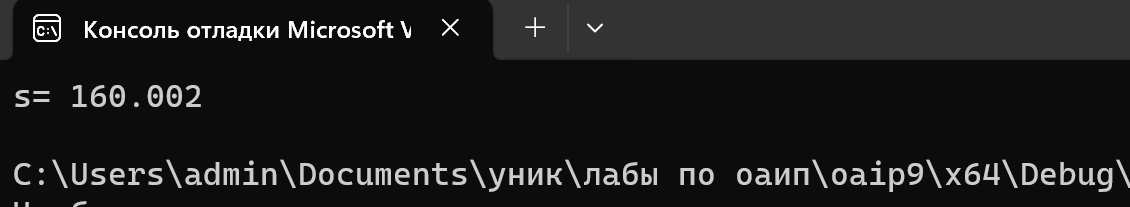 Консоль отладки Microsoft V
s= 160.002
C:\Users\admin\Documents\уник\лабы по оаип\oaip9\x64\Debug\